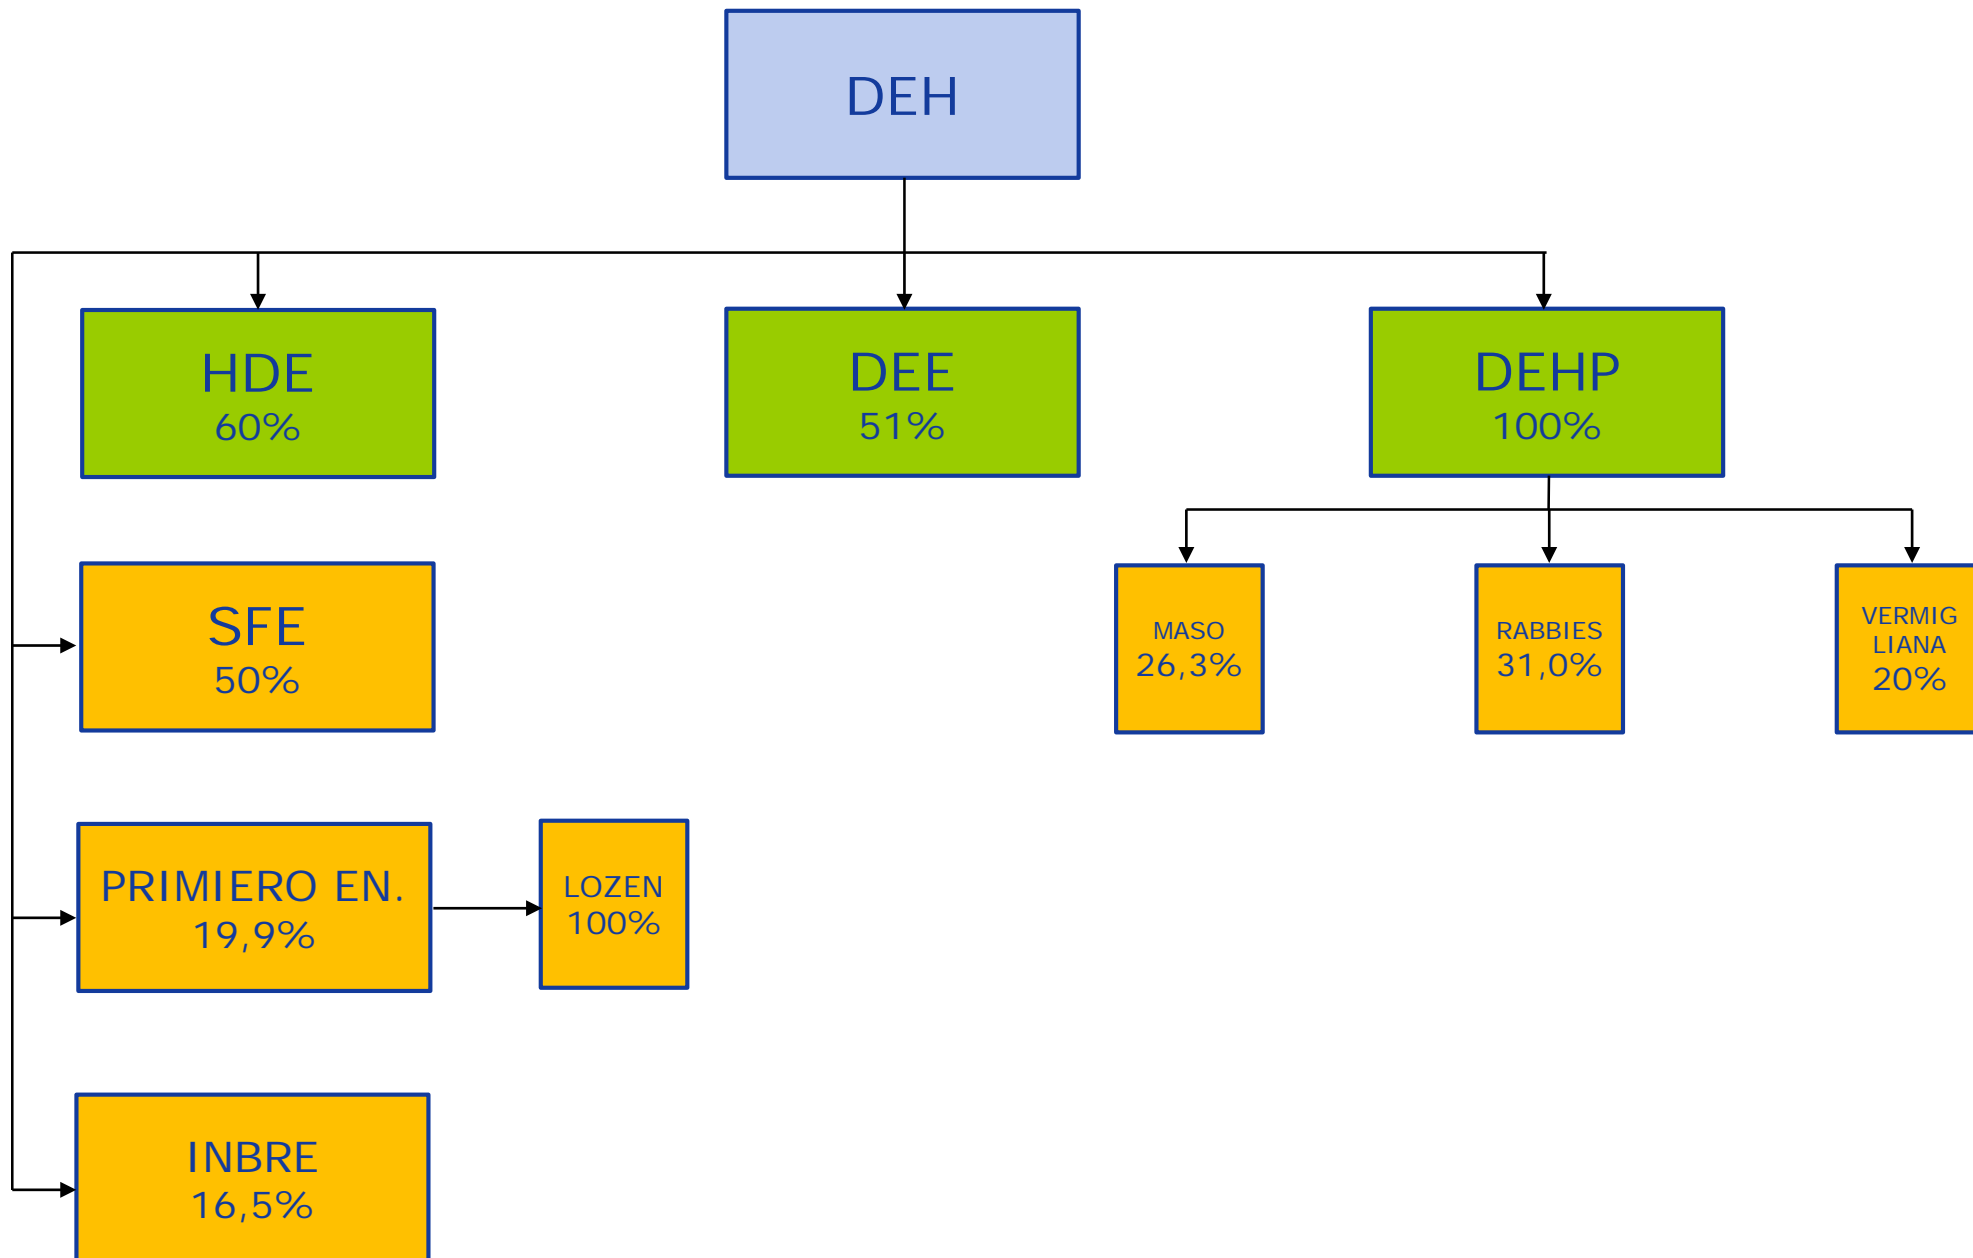 DEH
HDE
60%
DEE
51%
DEHP
100%
SFE
50%
MASO
26,3%
RABBIES
31,0%
VERMIG
LIANA
20%
PRIMIERO EN.
19,9%
LOZEN
100%
INBRE
16,5%